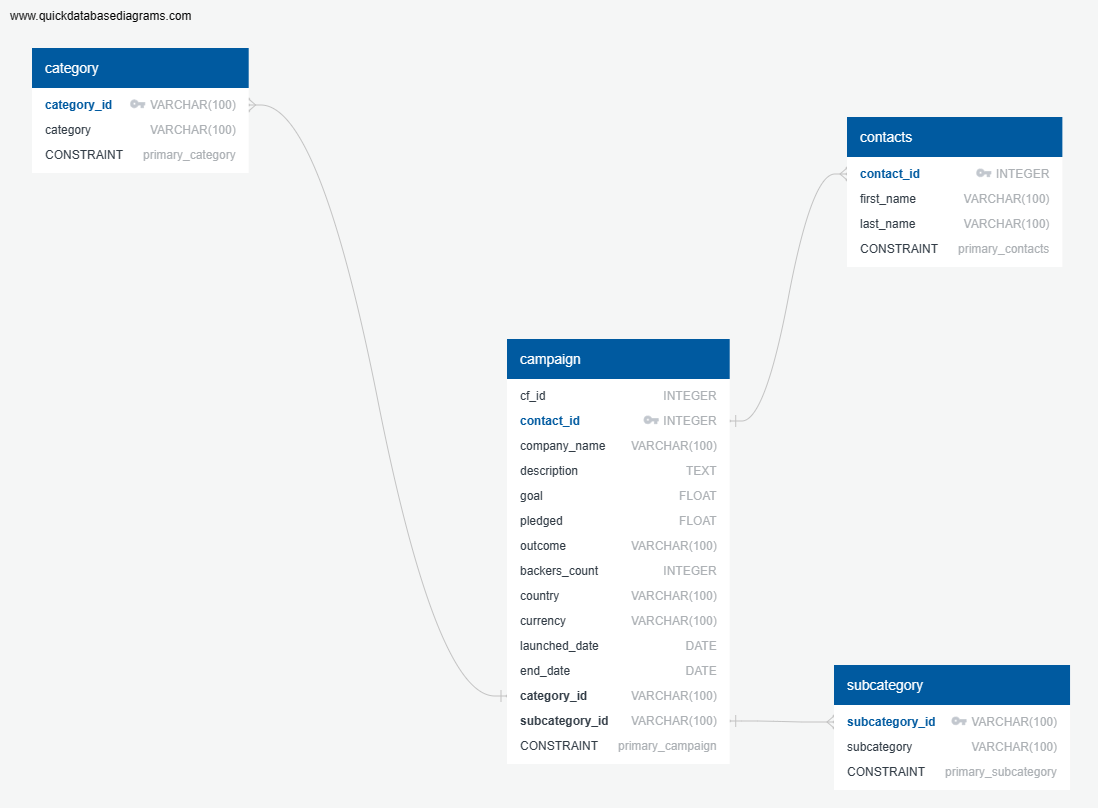 www.quickdatabasediagrams.com
category
category_id VARCHAR(100)
category VARCHAR(100)
CONSTRAINT primary_category
contacts
contact_id INTEGER
first_name VARCHAR(100)
last_name VARCHAR(100)
CONSTRAINT primary_contacts
campaign
cf_id INTEGER
contact_id INTEGER
company_name VARCHAR(100)
description TEXT
goal FLOAT
pledged FLOAT
outcome VARCHAR(100)
backers_count INTEGER
country VARCHAR(100)
currency VARCHAR(100)
launched_date DATE
end_date DATE
category_id VARCHAR(100)
subcategory_id VARCHAR(100)
CONSTRAINT primary_campaign
subcategory
subcategory_id VARCHAR(100)
subcategory VARCHAR(100)
CONSTRAINT primary_subcategory